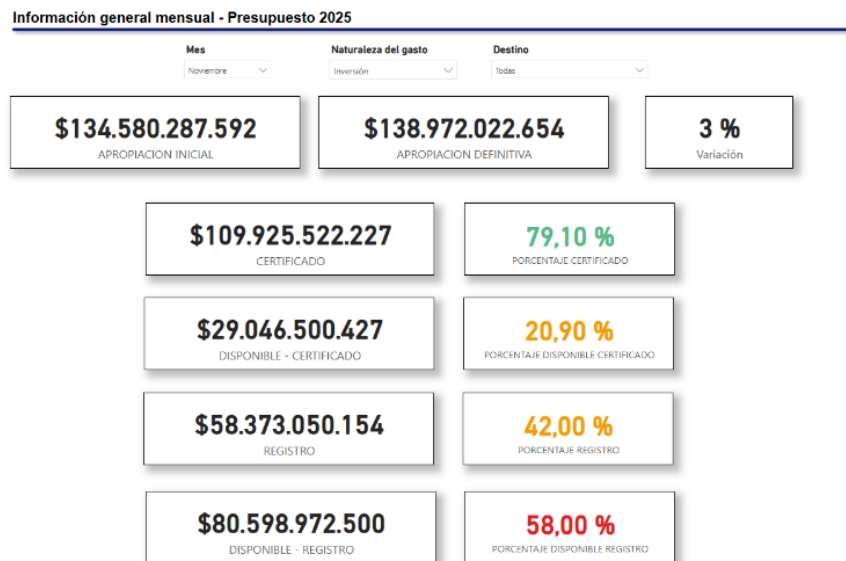 Información general mensual - Presupuesto 2025
Mes Naturaleza del gasto Destino
Noviembre Inversión Todas
$134.580.287.592 $138.972.022.654 3 %
APROPIACION INICIAL APROPIACION DEFINITIVA Variación
$109.925.522.227 79,10 %
CERTIFICADO PORCENTAJE CERTIFICADO
$29.046.500.427 20,90 %
DISPONIBLE - CERTIFICADO PORCENTAJE DISPONIBLE CERTIFICADO
$58.373.050.154 42,00 %
REGISTRO PORCENTAJE REGISTRO
$80.598.972.500 58,00 %
DISPONIBLE - REGISTRO PORCENTAJE DISPONIBLE REGISTRO